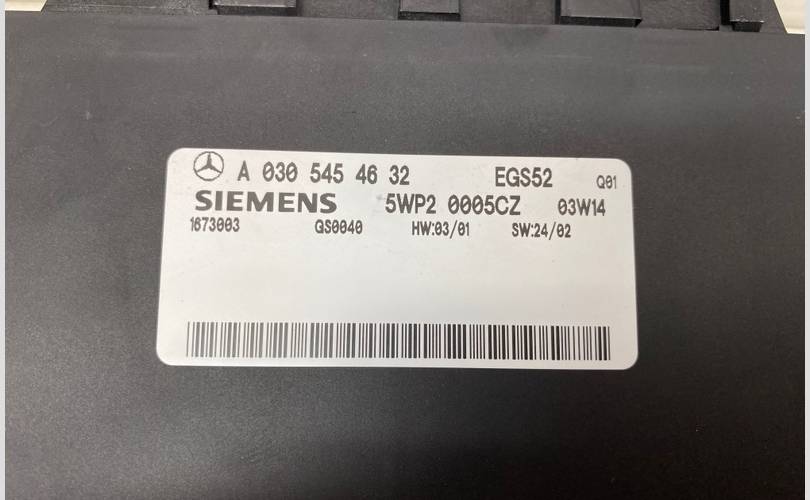 A 030 545 46 32 EGS52 Q01
SIEMENS 5WP2 0005CZ 03W14
1673003 QS0040 HW:03/01 SW:24/02